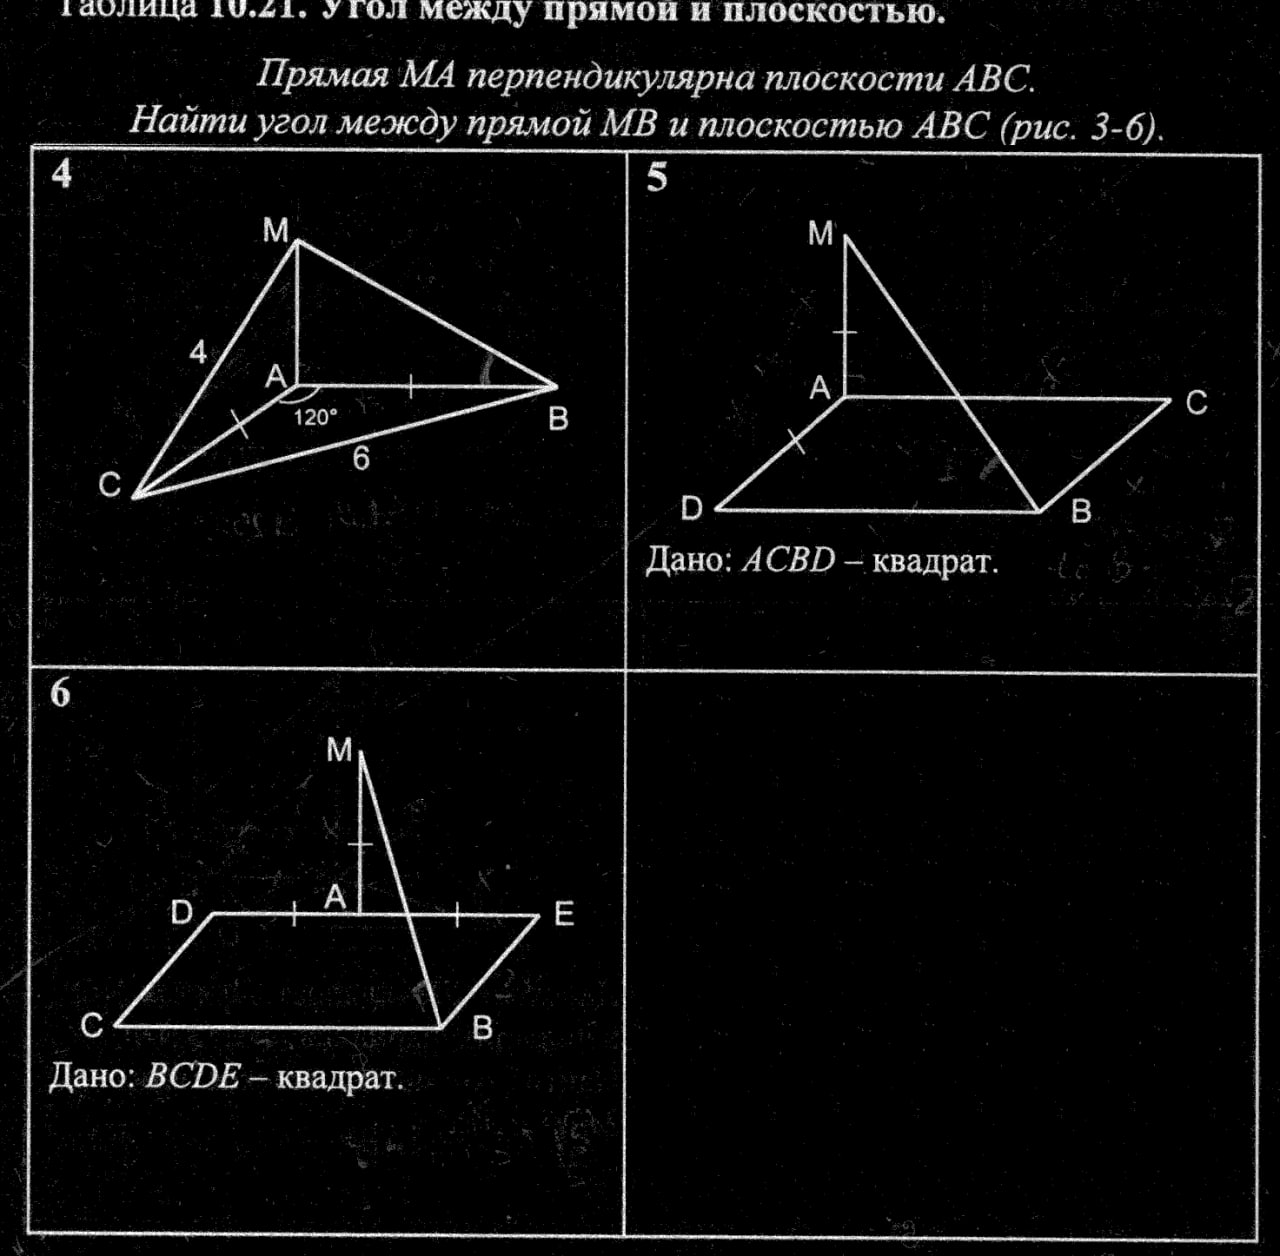 Таблица 10.21. Угол между прямой и плоскостью.
Прямая MA перпендикулярна плоскости ABC.
Найти угол между прямой MB и плоскостью ABC (рис. 3-6).
4
M
4
A
120°
B
6
C
5
M
A
C
D
B
Дано: ACBD – квадрат.
6
M
D
A
E
C
B
Дано: BCDE – квадрат.